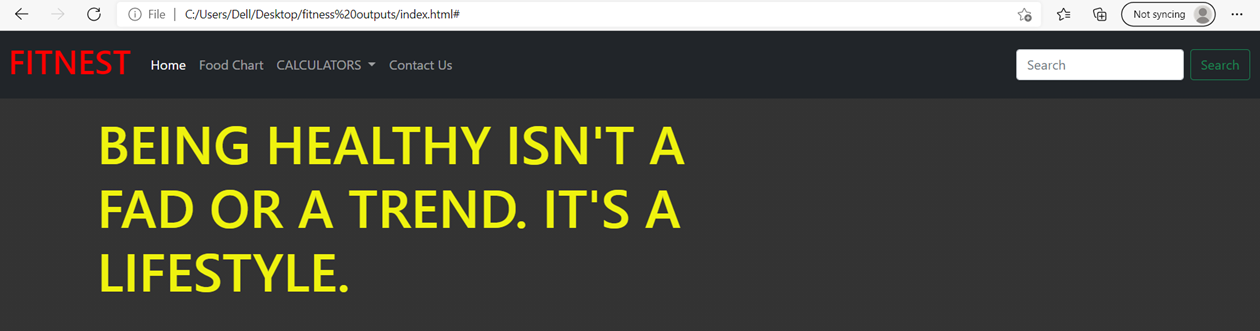 File | C:/Users/Dell/Desktop/fitness%20outputs/index.html#
Not syncing
FITNEST Home Food Chart CALCULATORS Contact Us Search Search
BEING HEALTHY ISN'T A
FAD OR A TREND. IT'S A
LIFESTYLE.